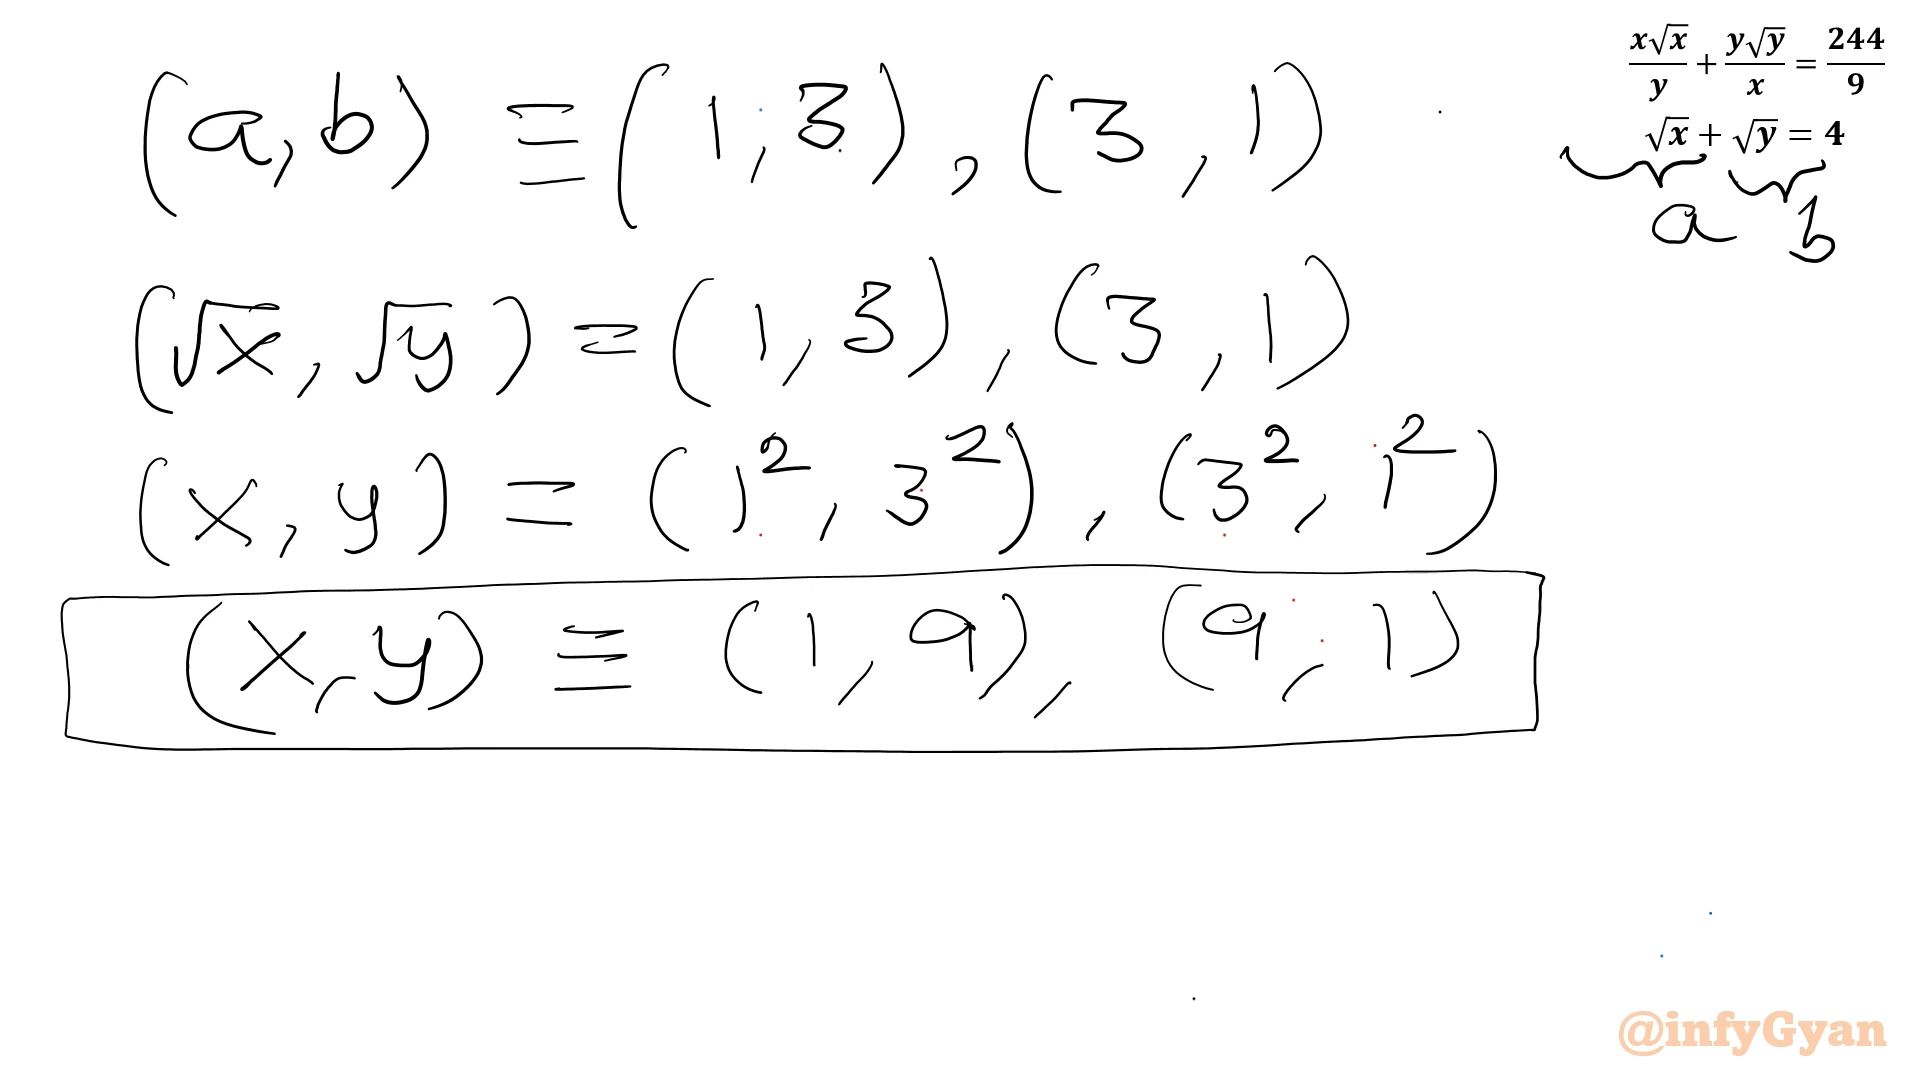 x√x/y + y√y/x = 244/9
√x + √y = 4
a b
(a, b) ≡ (1, 3), (3, 1)
(√x, √y) = (1, 3), (3, 1)
(x, y) = (1², 3²), (3², 1²)
(x, y) ≡ (1, 9), (9, 1)
@infyGyan